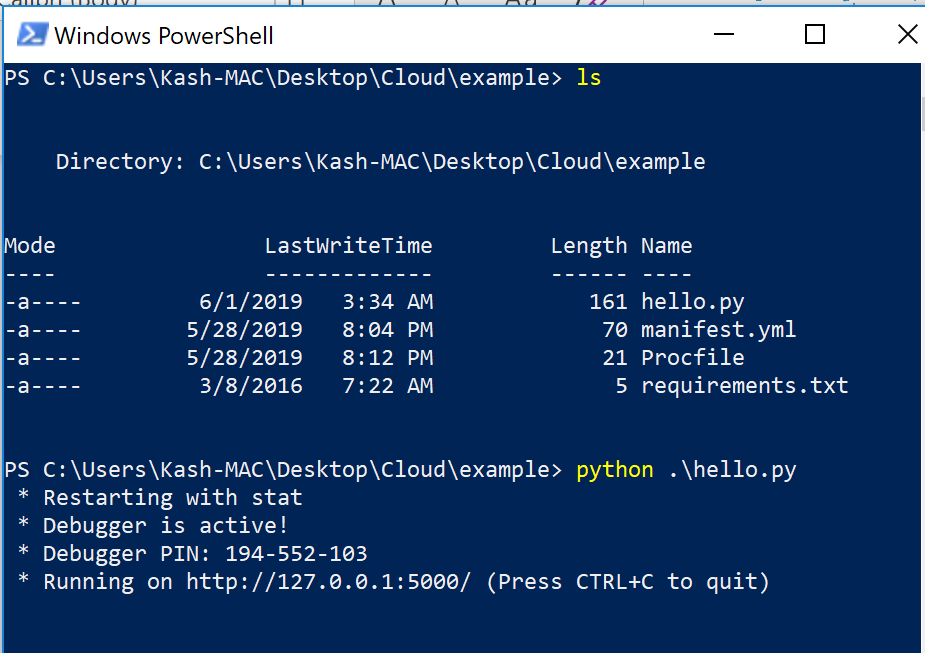 Windows PowerShell
PS C:\Users\Kash-MAC\Desktop\Cloud\example> ls
    Directory: C:\Users\Kash-MAC\Desktop\Cloud\example
Mode                LastWriteTime         Length Name
----                -------------         ------ ----
-a----         6/1/2019   3:34 AM            161 hello.py
-a----        5/28/2019   8:04 PM             70 manifest.yml
-a----        5/28/2019   8:12 PM             21 Procfile
-a----         3/8/2016   7:22 AM              5 requirements.txt
PS C:\Users\Kash-MAC\Desktop\Cloud\example> python .\hello.py
 * Restarting with stat
 * Debugger is active!
 * Debugger PIN: 194-552-103
 * Running on http://127.0.0.1:5000/ (Press CTRL+C to quit)